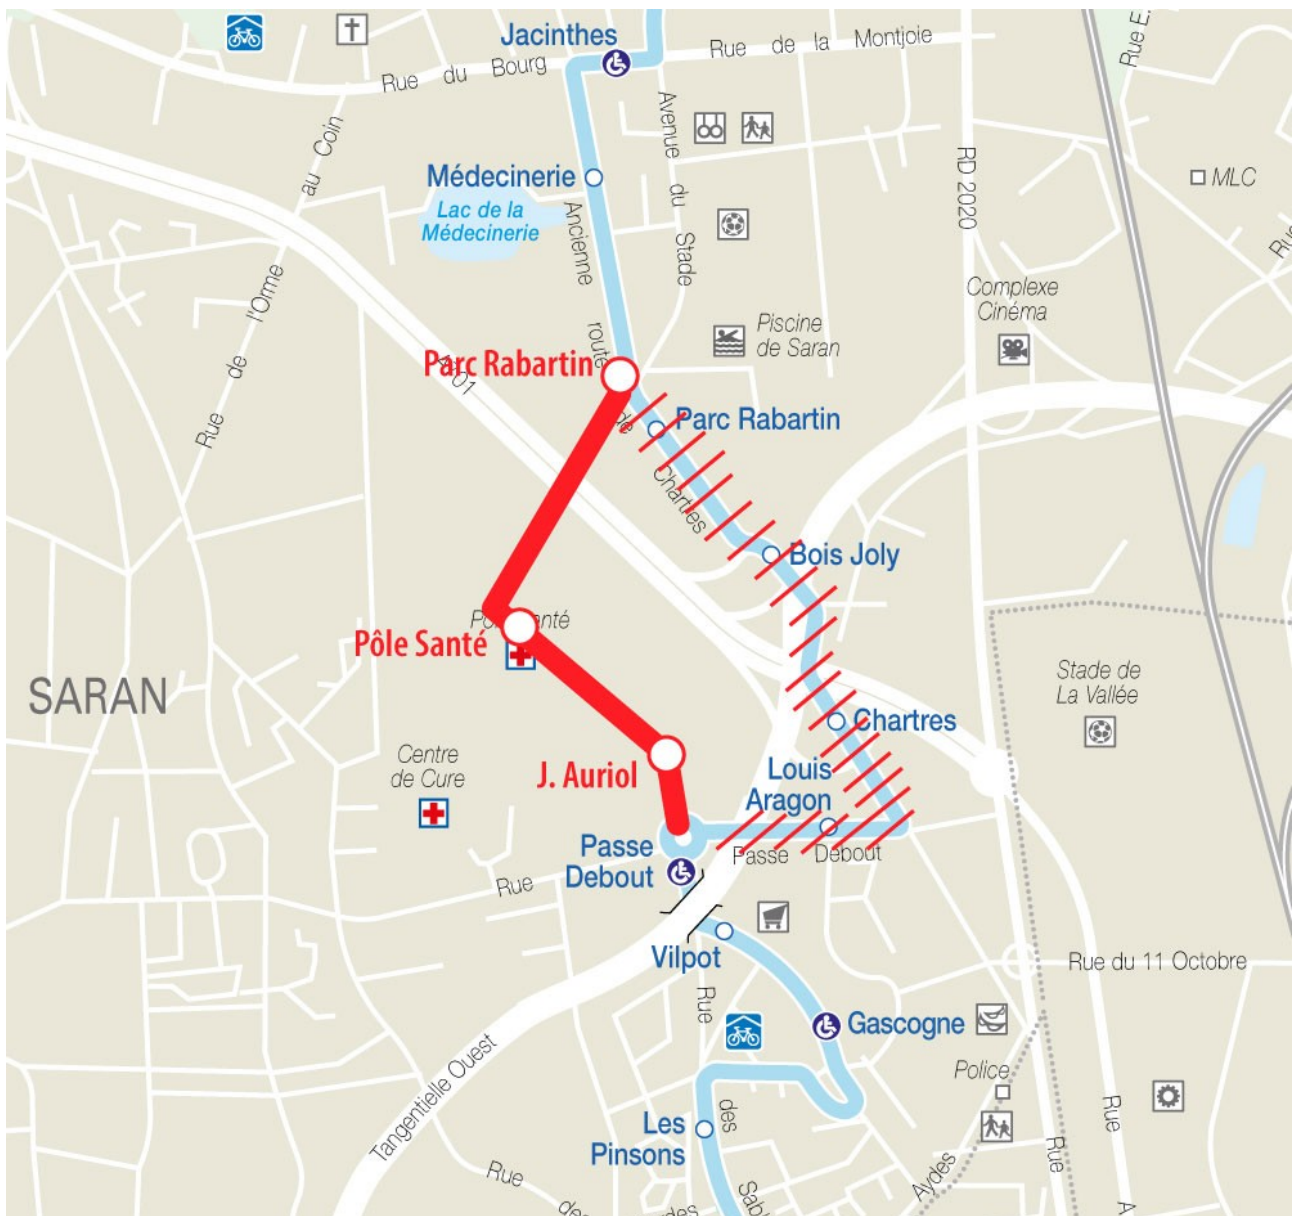 Jacinthes
Rue du Bourg
Rue de la Montjoie
Rue E.
Avenue du Stade
au Coin
RD 2020
MLC
Médecinerie
Lac de la
Médecinerie
Ancienne route de Chartres
Rue de l'Orme
Complexe
Cinéma
Piscine
de Saran
Parc Rabartin
Parc Rabartin
Bois Joly
Pôle Santé
SARAN
Stade de
La Vallée
Chartres
Centre
de Cure
J. Auriol
Louis
Aragon
Passe
Debout
Rue
Passe Debout
Vilpot
Rue du 11 Octobre
Rue
Gascogne
Police
Tangentielle Ouest
Les
Pinsons
des
Rue
Rue
Aydes
Rue des
A